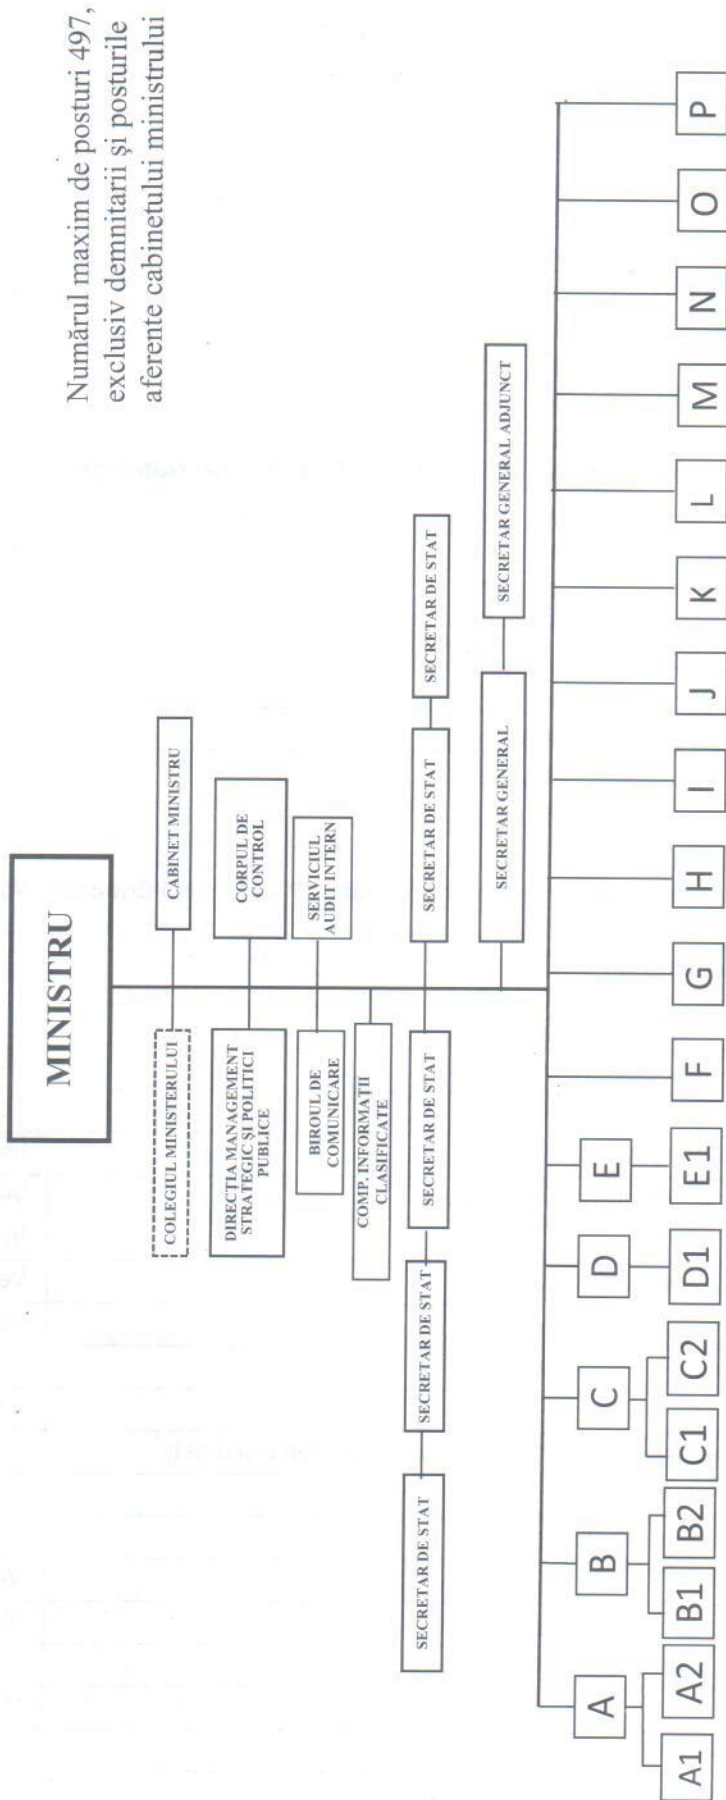 Numărul maxim de posturi 497,
exclusiv demnitarii și posturile
aferente cabinetului ministrului
MINISTRU
COLEGIUL MINISTERULUI
CABINET MINISTRU
DIRECȚIA MANAGEMENT
STRATEGIC ȘI POLITICI
PUBLICE
CORPUL DE
CONTROL
BIROUL DE
COMUNICARE
SERVICIUL
AUDIT INTERN
COMP. INFORMAȚII
CLASIFICATE
SECRETAR DE STAT
SECRETAR DE STAT
SECRETAR DE STAT
SECRETAR DE STAT
SECRETAR DE STAT
SECRETAR GENERAL
SECRETAR GENERAL ADJUNCT
A
B
C
D
E
F
G
H
I
J
K
L
M
N
O
P
A1
A2
B1
B2
C1
C2
D1
E1